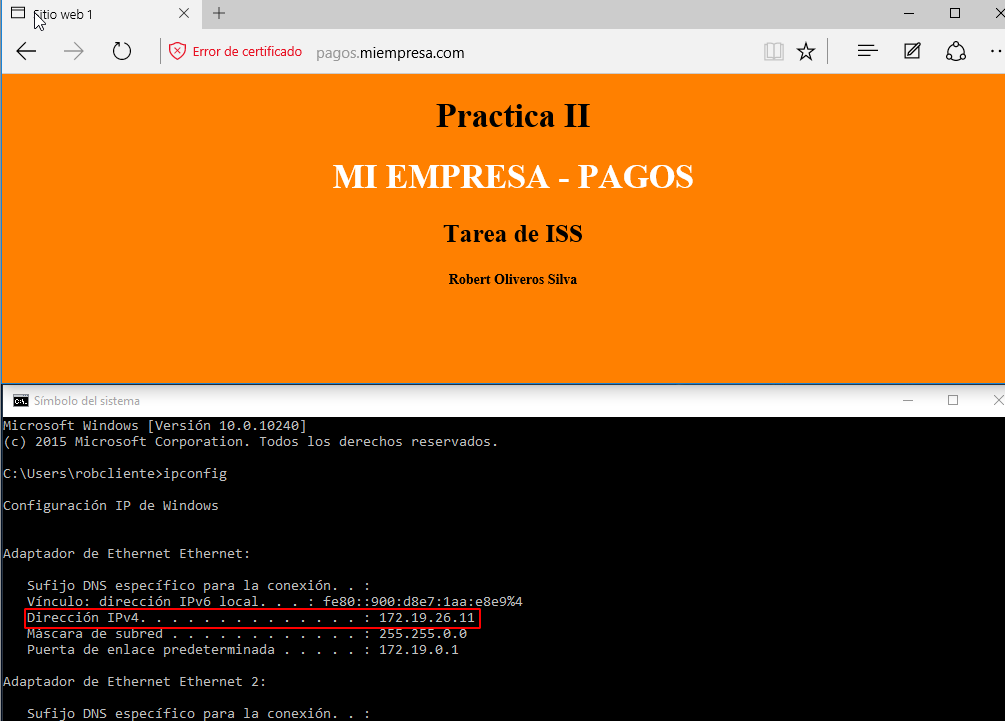 Sitio web 1
Error de certificado pagos.miempresa.com
Practica II
MI EMPRESA - PAGOS
Tarea de ISS
Robert Oliveros Silva
Símbolo del sistema
Microsoft Windows [Versión 10.0.10240]
(c) 2015 Microsoft Corporation. Todos los derechos reservados.
C:\Users\robcliente>ipconfig
Configuración IP de Windows
Adaptador de Ethernet Ethernet:
Sufijo DNS específico para la conexión. . :
Vínculo: dirección IPv6 local. . . : fe80::900:d8e7:1aa:e8e9%4
Dirección IPv4. . . . . . . . . . . . . . : 172.19.26.11
Máscara de subred . . . . . . . . . . . . : 255.255.0.0
Puerta de enlace predeterminada . . . . . : 172.19.0.1
Adaptador de Ethernet Ethernet 2:
Sufijo DNS específico para la conexión. . :